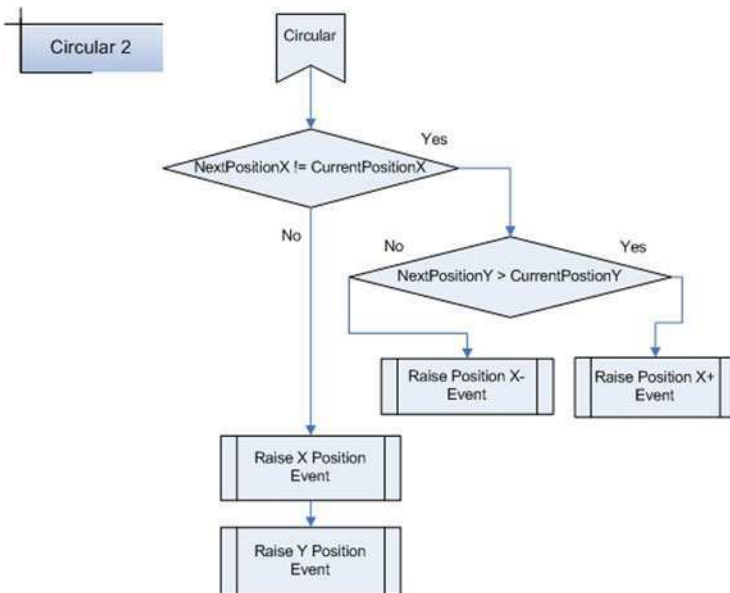 Circular 2
Circular
Yes
NextPositionX != CurrentPositionX
No
No
Yes
NextPositionY > CurrentPostionY
Raise Position X-
Event
Raise Position X+
Event
Raise X Position
Event
Raise Y Position
Event